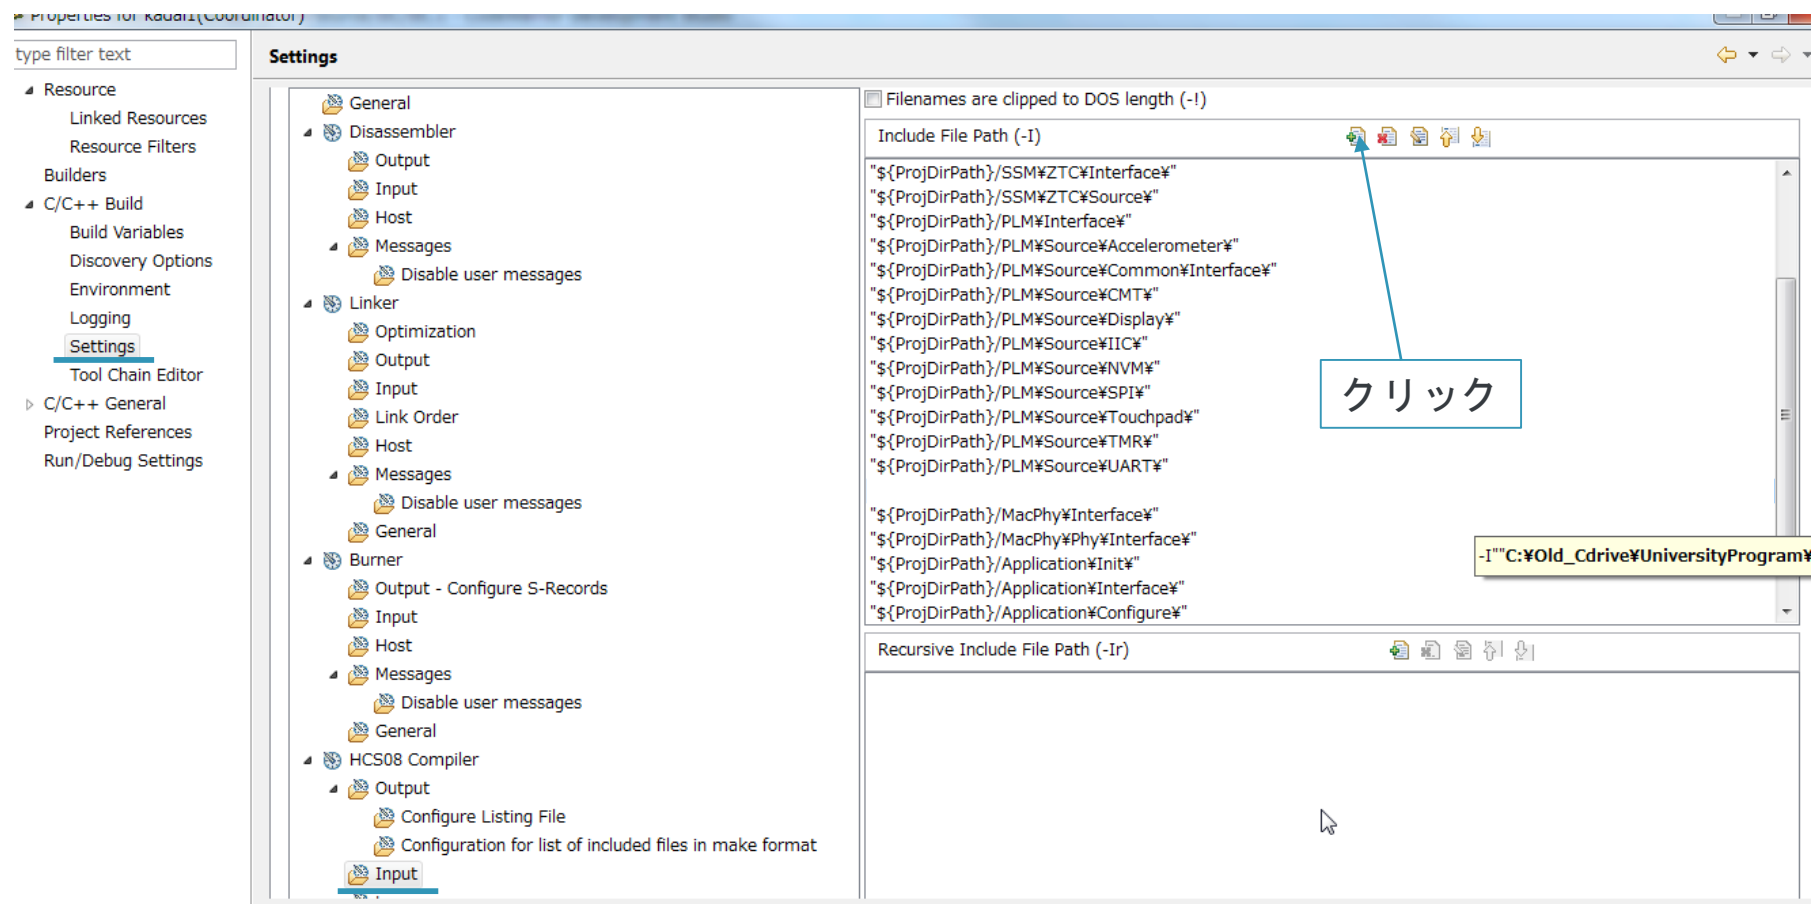 Properties for kadai1(Coordinator)
type filter text
Resource
Linked Resources
Resource Filters
Builders
C/C++ Build
Build Variables
Discovery Options
Environment
Logging
Settings
Tool Chain Editor
C/C++ General
Project References
Run/Debug Settings
Settings
General
Disassembler
Output
Input
Host
Messages
Disable user messages
Linker
Optimization
Output
Input
Link Order
Host
Messages
Disable user messages
General
Burner
Output - Configure S-Records
Input
Host
Messages
Disable user messages
General
HCS08 Compiler
Output
Configure Listing File
Configuration for list of included files in make format
Input
Filenames are clipped to DOS length (-!)
Include File Path (-I)
"${ProjDirPath}/SSM¥ZTC¥Interface¥"
"${ProjDirPath}/SSM¥ZTC¥Source¥"
"${ProjDirPath}/PLM¥Interface¥"
"${ProjDirPath}/PLM¥Source¥Accelerometer¥"
"${ProjDirPath}/PLM¥Source¥Common¥Interface¥"
"${ProjDirPath}/PLM¥Source¥CMT¥"
"${ProjDirPath}/PLM¥Source¥Display¥"
"${ProjDirPath}/PLM¥Source¥IIC¥"
"${ProjDirPath}/PLM¥Source¥NVM¥"
"${ProjDirPath}/PLM¥Source¥SPI¥"
"${ProjDirPath}/PLM¥Source¥Touchpad¥"
"${ProjDirPath}/PLM¥Source¥TMR¥"
"${ProjDirPath}/PLM¥Source¥UART¥"
"${ProjDirPath}/MacPhy¥Interface¥"
"${ProjDirPath}/MacPhy¥Phy¥Interface¥"
"${ProjDirPath}/Application¥Init¥"
"${ProjDirPath}/Application¥Interface¥"
"${ProjDirPath}/Application¥Configure¥"
クリック
-I""C:¥Old_Cdrive¥UniversityProgram¥
Recursive Include File Path (-Ir)